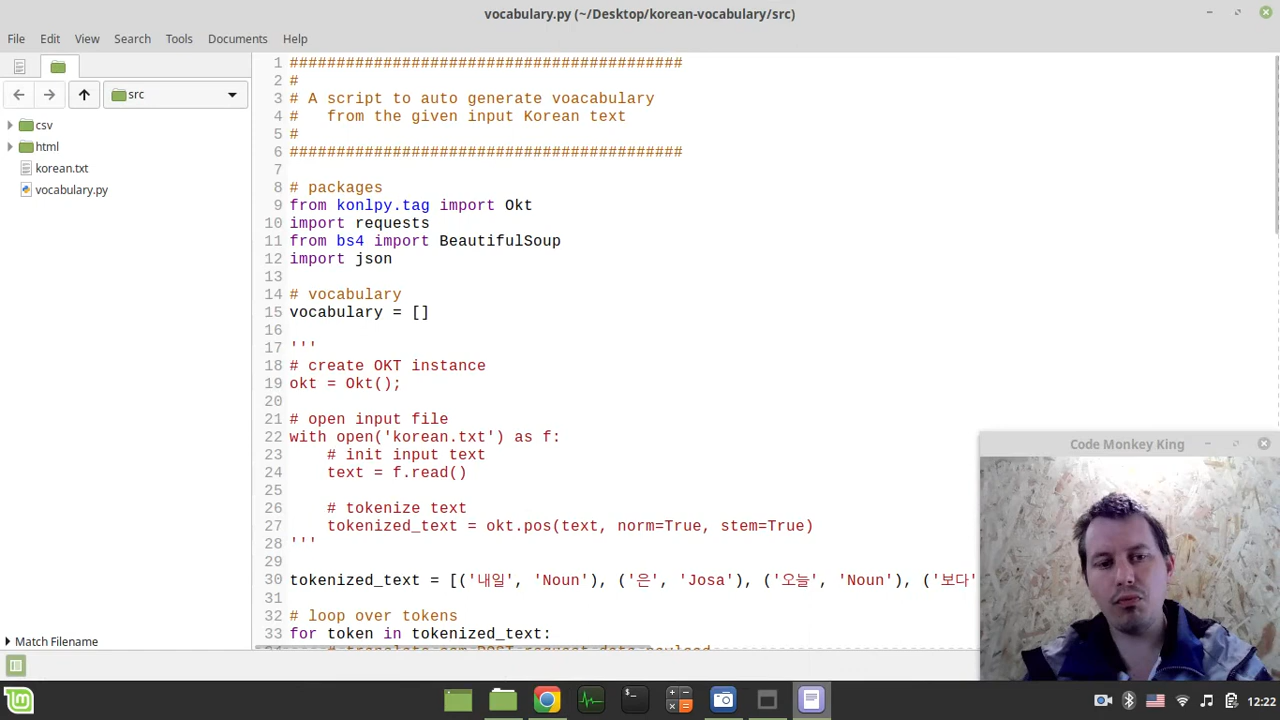 vocabulary.py (~/Desktop/korean-vocabulary/src)
File Edit View Search Tools Documents Help
src
csv
html
korean.txt
vocabulary.py
Match Filename
1 ##########################################
2 #
3 # A script to auto generate voacabulary
4 #   from the given input Korean text
5 #
6 ##########################################
7
8 # packages
9 from konlpy.tag import Okt
10 import requests
11 from bs4 import BeautifulSoup
12 import json
13
14 # vocabulary
15 vocabulary = []
16
17 '''
18 # create OKT instance
19 okt = Okt();
20
21 # open input file
22 with open('korean.txt') as f:
23     # init input text
24     text = f.read()
25
26     # tokenize text
27     tokenized_text = okt.pos(text, norm=True, stem=True)
28 '''
29
30 tokenized_text = [('내일', 'Noun'), ('은', 'Josa'), ('오늘', 'Noun'), ('보다'
31
32 # loop over tokens
33 for token in tokenized_text:
Code Monkey King
12:22